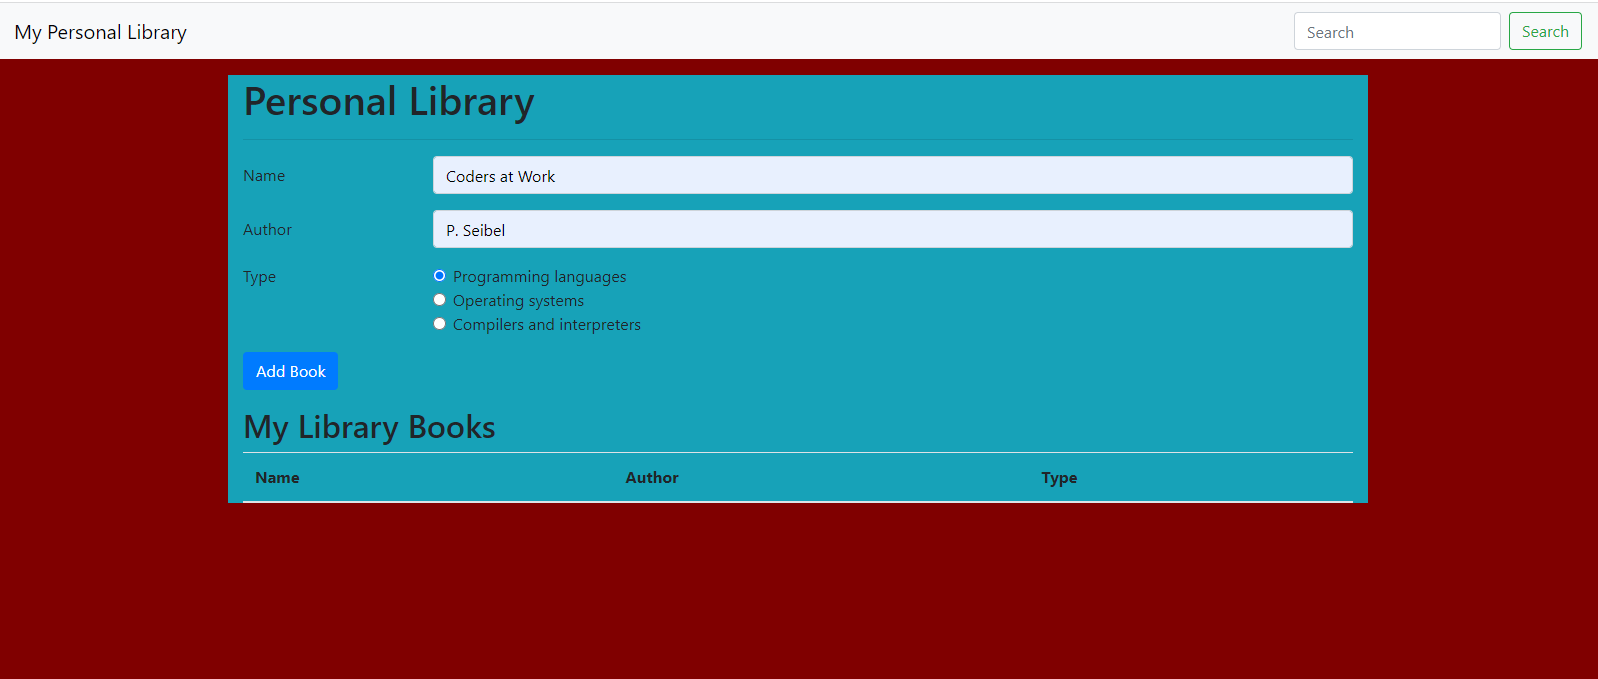 My Personal Library Search Search
Personal Library
Name Coders at Work
Author P. Seibel
Type Programming languages
Operating systems
Compilers and interpreters
Add Book
My Library Books
Name Author Type